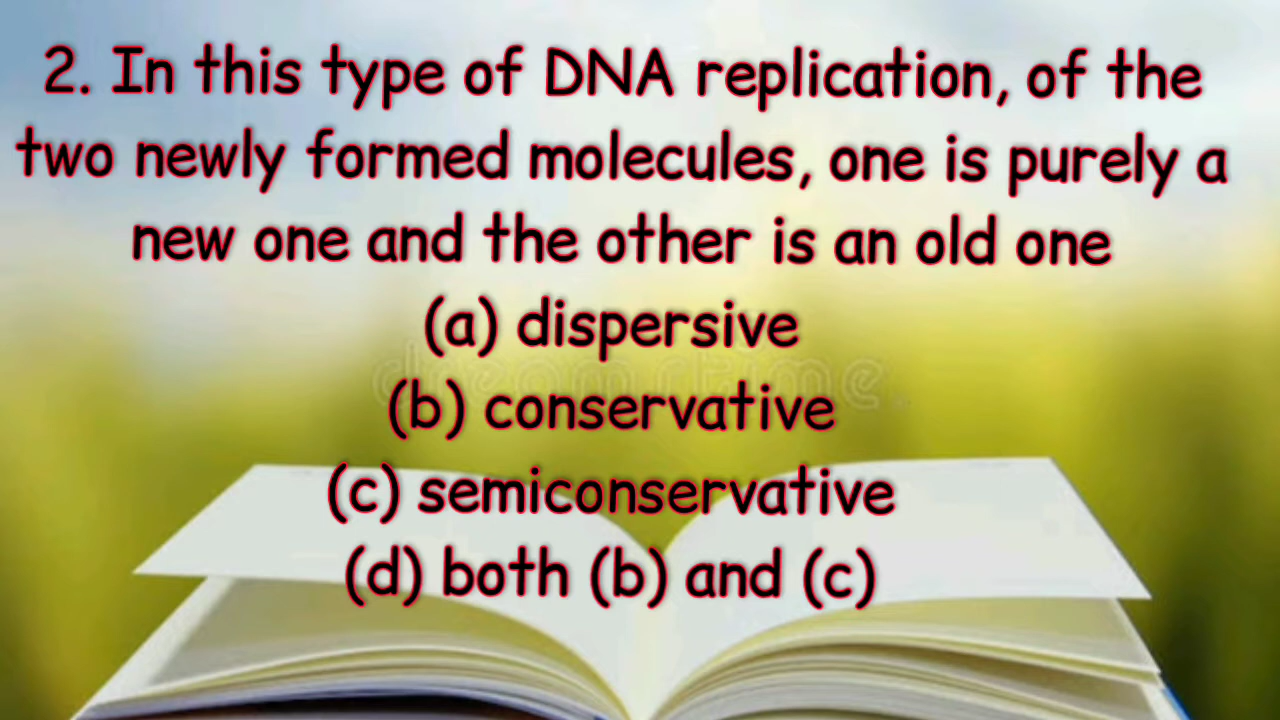 2. In this type of DNA replication, of the
two newly formed molecules, one is purely a
new one and the other is an old one
(a) dispersive
dreamstime
(b) conservative
(c) semiconservative
(d) both (b) and (c)